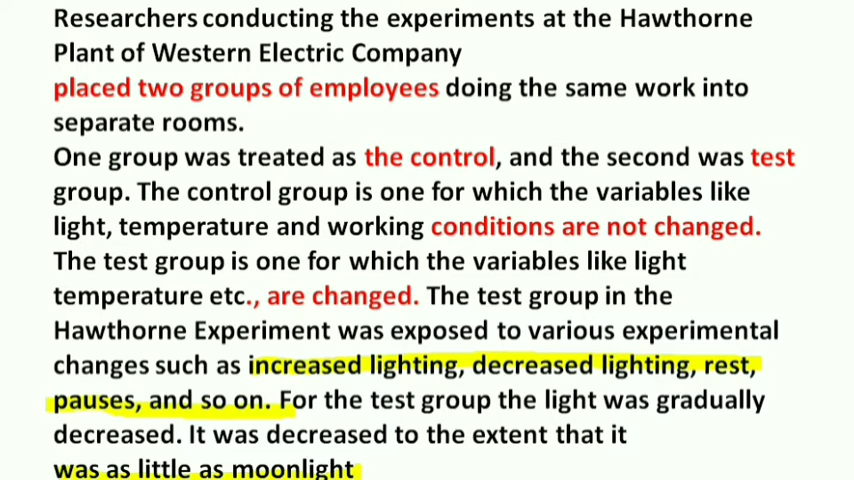 Researchers conducting the experiments at the Hawthorne
Plant of Western Electric Company
placed two groups of employees doing the same work into
separate rooms.
One group was treated as the control, and the second was test
group. The control group is one for which the variables like
light, temperature and working conditions are not changed.
The test group is one for which the variables like light
temperature etc., are changed. The test group in the
Hawthorne Experiment was exposed to various experimental
changes such as increased lighting, decreased lighting, rest,
pauses, and so on. For the test group the light was gradually
decreased. It was decreased to the extent that it
was as little as moonlight